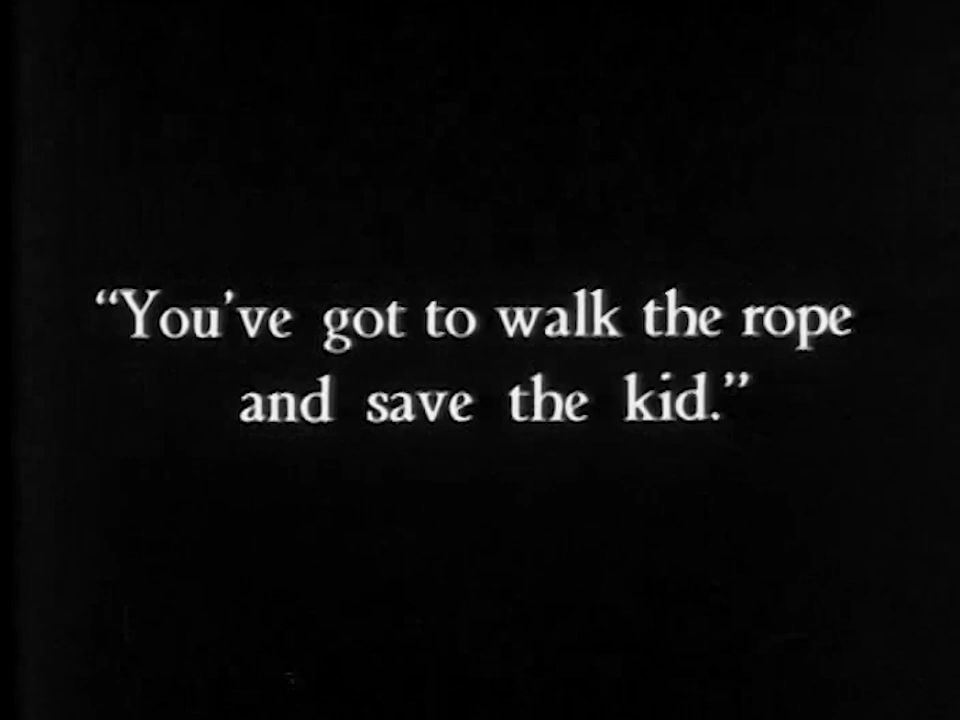 “You've got to walk the rope
and save the kid.”